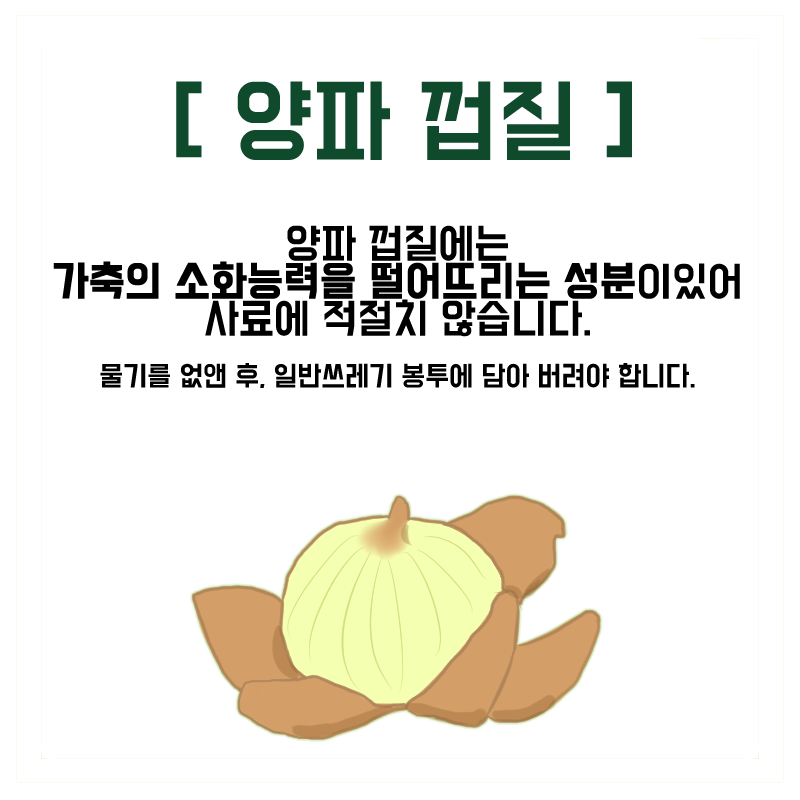 [ 양파 껍질 ]
양파 껍질에는
가축의 소화능력을 떨어뜨리는 성분이있어
사료에 적절치 않습니다.
물기를 없앤 후, 일반쓰레기 봉투에 담아 버려야 합니다.